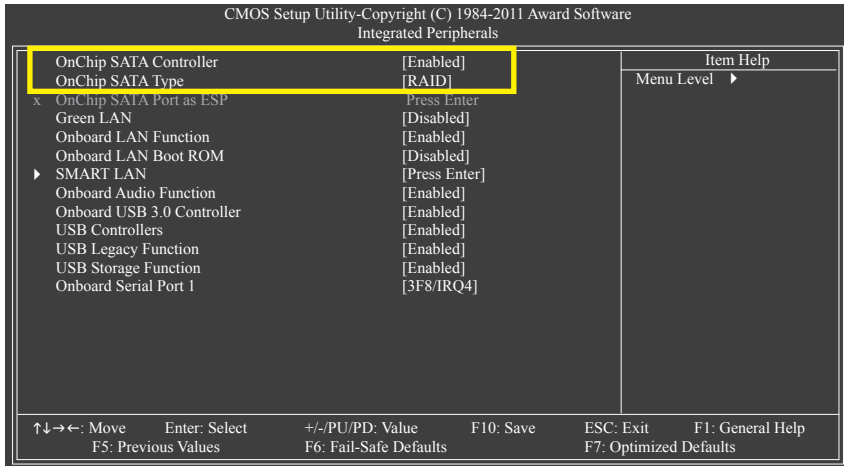 CMOS Setup Utility-Copyright (C) 1984-2011 Award Software
Integrated Peripherals
OnChip SATA Controller [Enabled]
OnChip SATA Type [RAID]
x OnChip SATA Port as ESP Press Enter
Green LAN [Disabled]
Onboard LAN Function [Enabled]
Onboard LAN Boot ROM [Disabled]
SMART LAN [Press Enter]
Onboard Audio Function [Enabled]
Onboard USB 3.0 Controller [Enabled]
USB Controllers [Enabled]
USB Legacy Function [Enabled]
USB Storage Function [Enabled]
Onboard Serial Port 1 [3F8/IRQ4]
Item Help
Menu Level
↑↓→←: Move Enter: Select +/-/PU/PD: Value F10: Save ESC: Exit F1: General Help
F5: Previous Values F6: Fail-Safe Defaults F7: Optimized Defaults